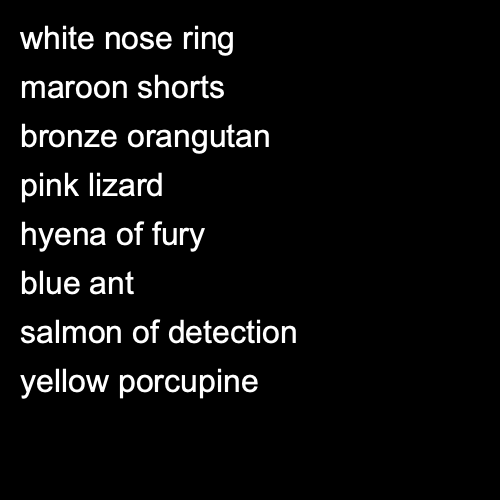 white nose ring
maroon shorts
bronze orangutan
pink lizard
hyena of fury
blue ant
salmon of detection
yellow porcupine